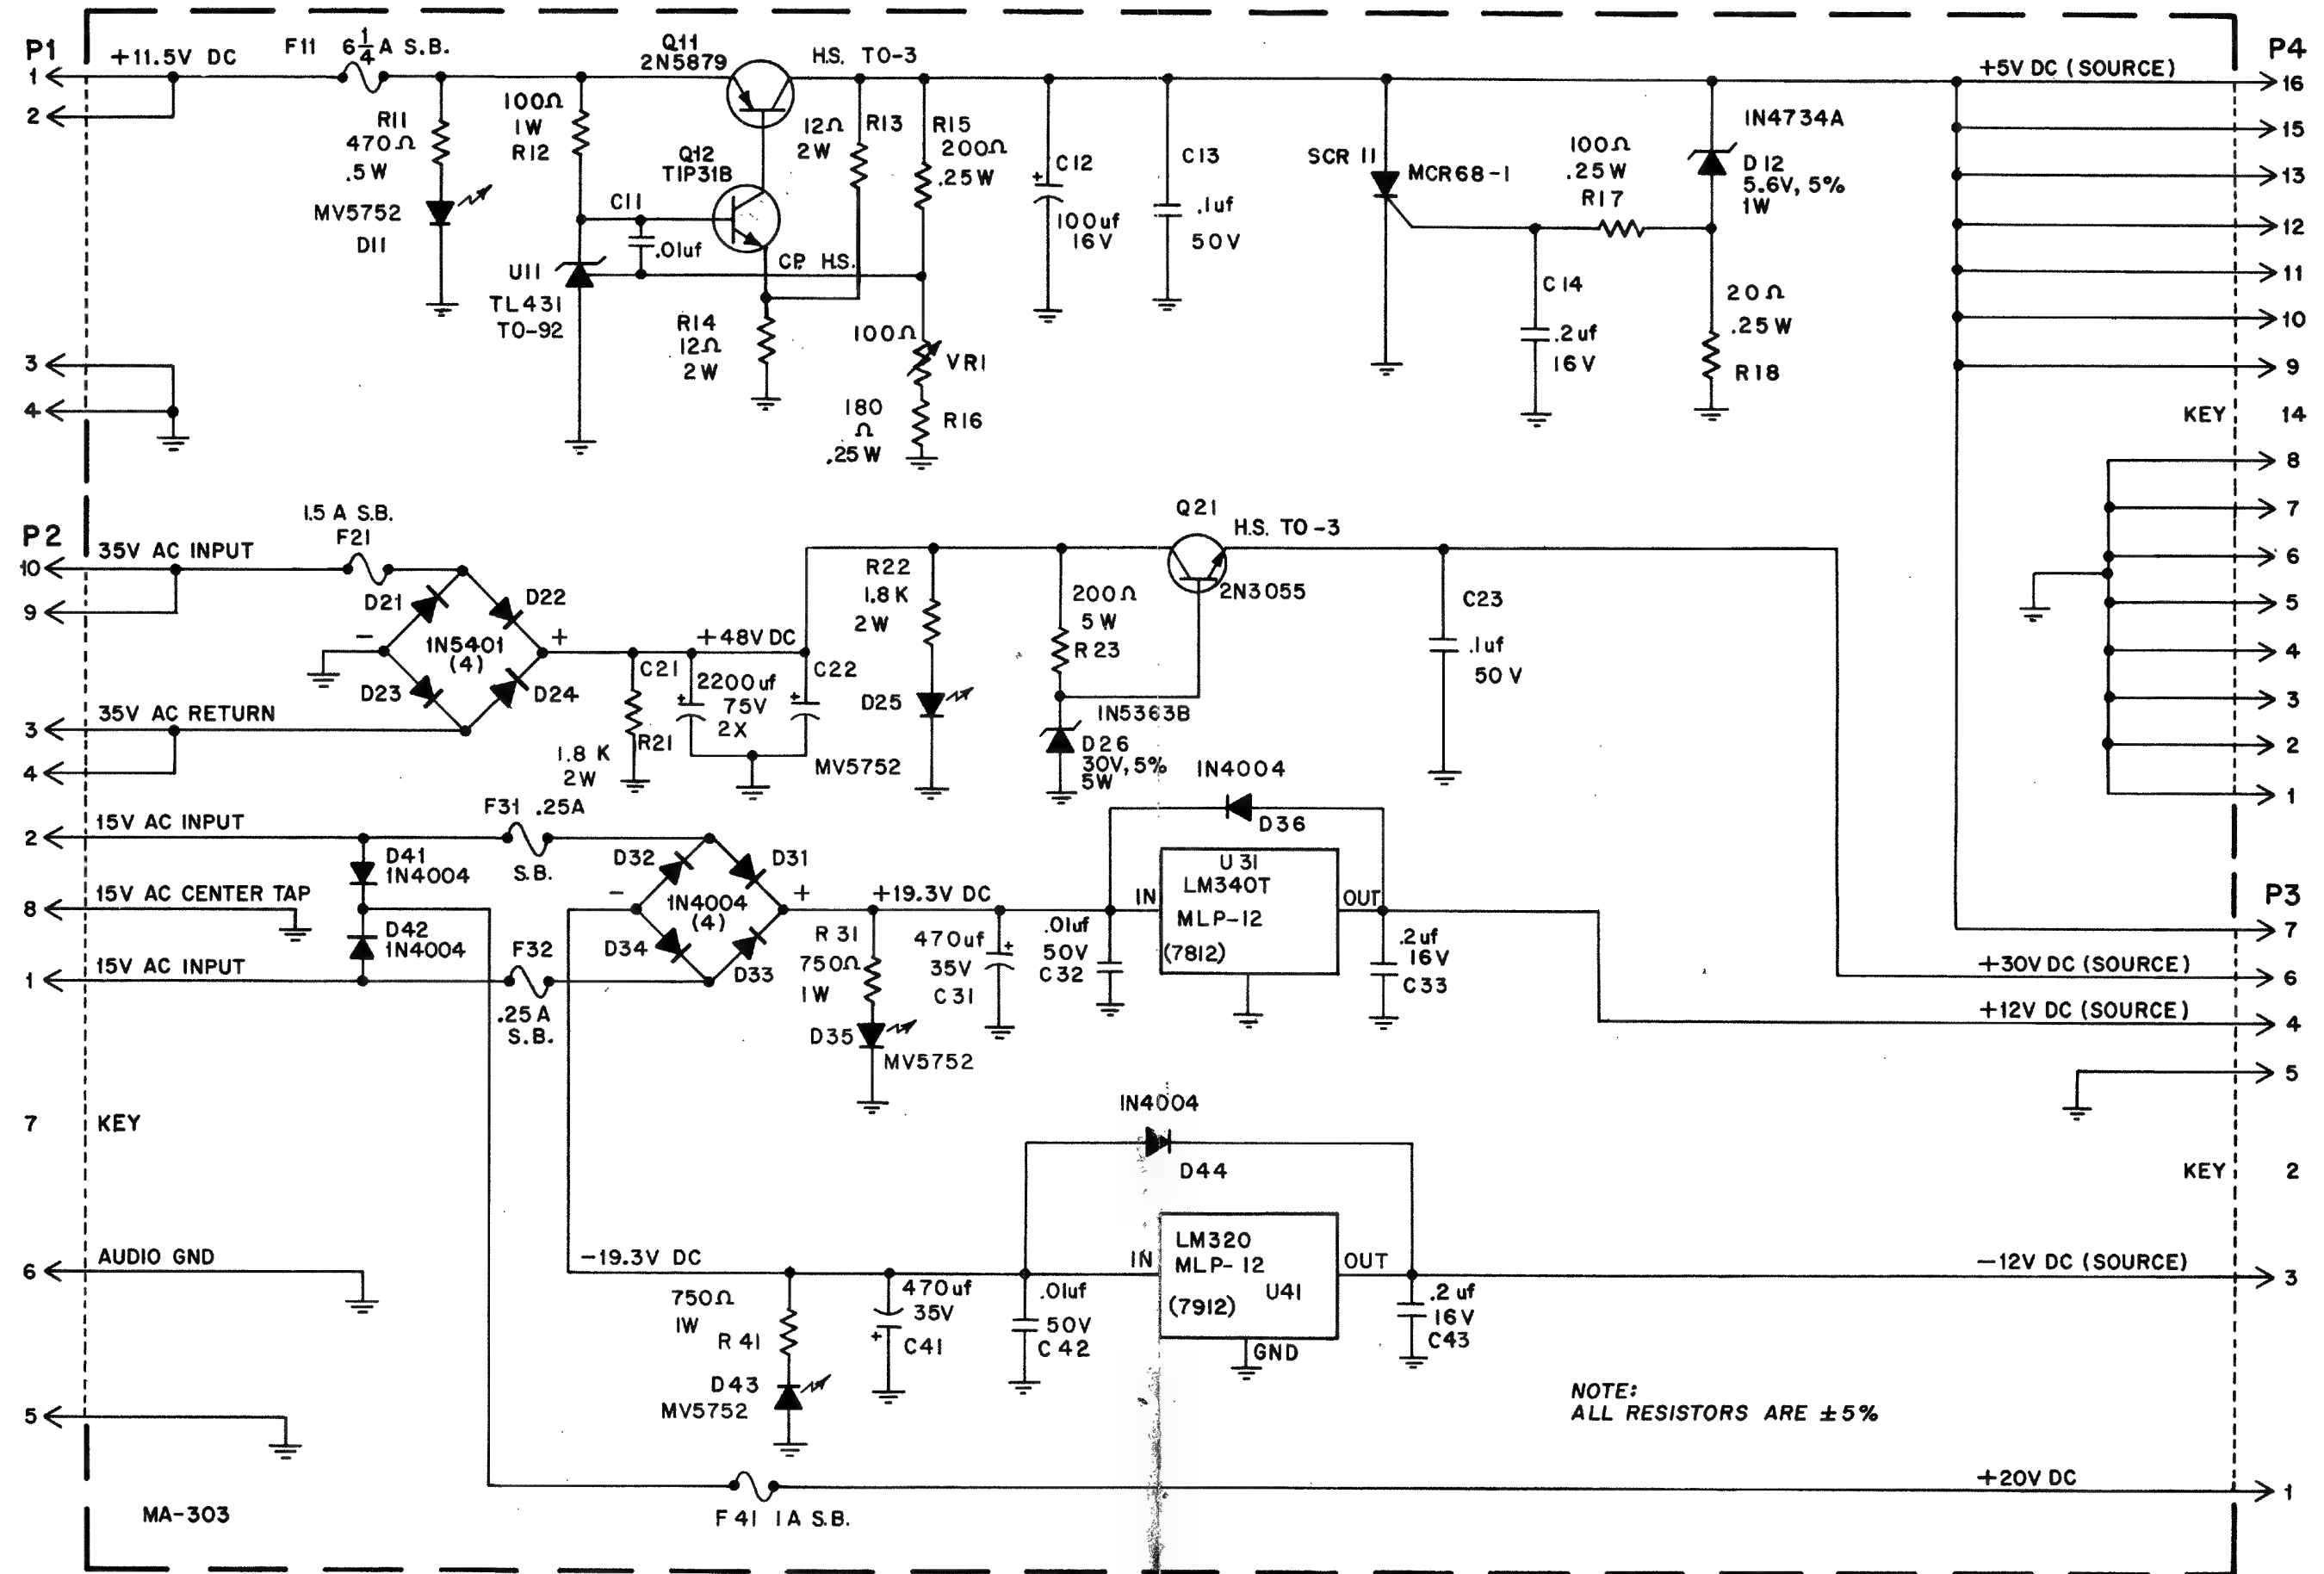 P1
+11.5V DC
F11 6 1/4 A S.B.
Q11
2N5879
H.S. TO-3
+5V DC (SOURCE)
P4
1
2
3
4
16
15
13
12
11
10
9
KEY 14
8
7
6
5
4
3
2
1
R11
470Ω
.5W
MV5752
D11
100Ω
1W
R12
Q12
TIP31B
C11
.01uf
U11
TL431
TO-92
CP. H.S.
12Ω
2W
R13
R14
12Ω
2W
R15
200Ω
.25W
100Ω
VR1
180
Ω
.25W
R16
C12
100uf
16V
C13
.1uf
50V
SCR 11
MCR68-1
100Ω
.25W
R17
C14
.2uf
16V
1N4734A
D12
5.6V, 5%
1W
20Ω
.25W
R18
P2
35V AC INPUT
1.5 A S.B.
F21
10
9
3
4
D21
D22
1N5401
(4)
D23
D24
−
+
35V AC RETURN
+48V DC
C21
2200uf
75V
2X
C22
R21
1.8 K
2W
R22
1.8K
2W
D25
MV5752
200Ω
5W
R23
1N5363B
D26
30V, 5%
5W
Q21
H.S. TO-3
2N3055
C23
.1uf
50V
2
15V AC INPUT
8
15V AC CENTER TAP
1
15V AC INPUT
D41
1N4004
D42
1N4004
F31 .25A
S.B.
F32
.25A
S.B.
D32
D31
1N4004
(4)
D34
D33
−
+
+19.3V DC
R31
750Ω
1W
D35
MV5752
470uf
35V
C31
.01uf
50V
C32
1N4004
D36
IN
U31
LM340T
MLP-12
(7812)
OUT
.2uf
16V
C33
P3
7
+30V DC (SOURCE)
6
+12V DC (SOURCE)
4
5
KEY 2
7 KEY
6
AUDIO GND
5
−19.3V DC
750Ω
1W
R41
D43
MV5752
470uf
35V
C41
.01uf
50V
C42
1N4004
D44
IN
LM320
MLP-12
U41
(7912)
GND
OUT
.2uf
16V
C43
−12V DC (SOURCE)
3
NOTE:
ALL RESISTORS ARE ±5%
+20V DC
1
F41 1A S.B.
MA-303